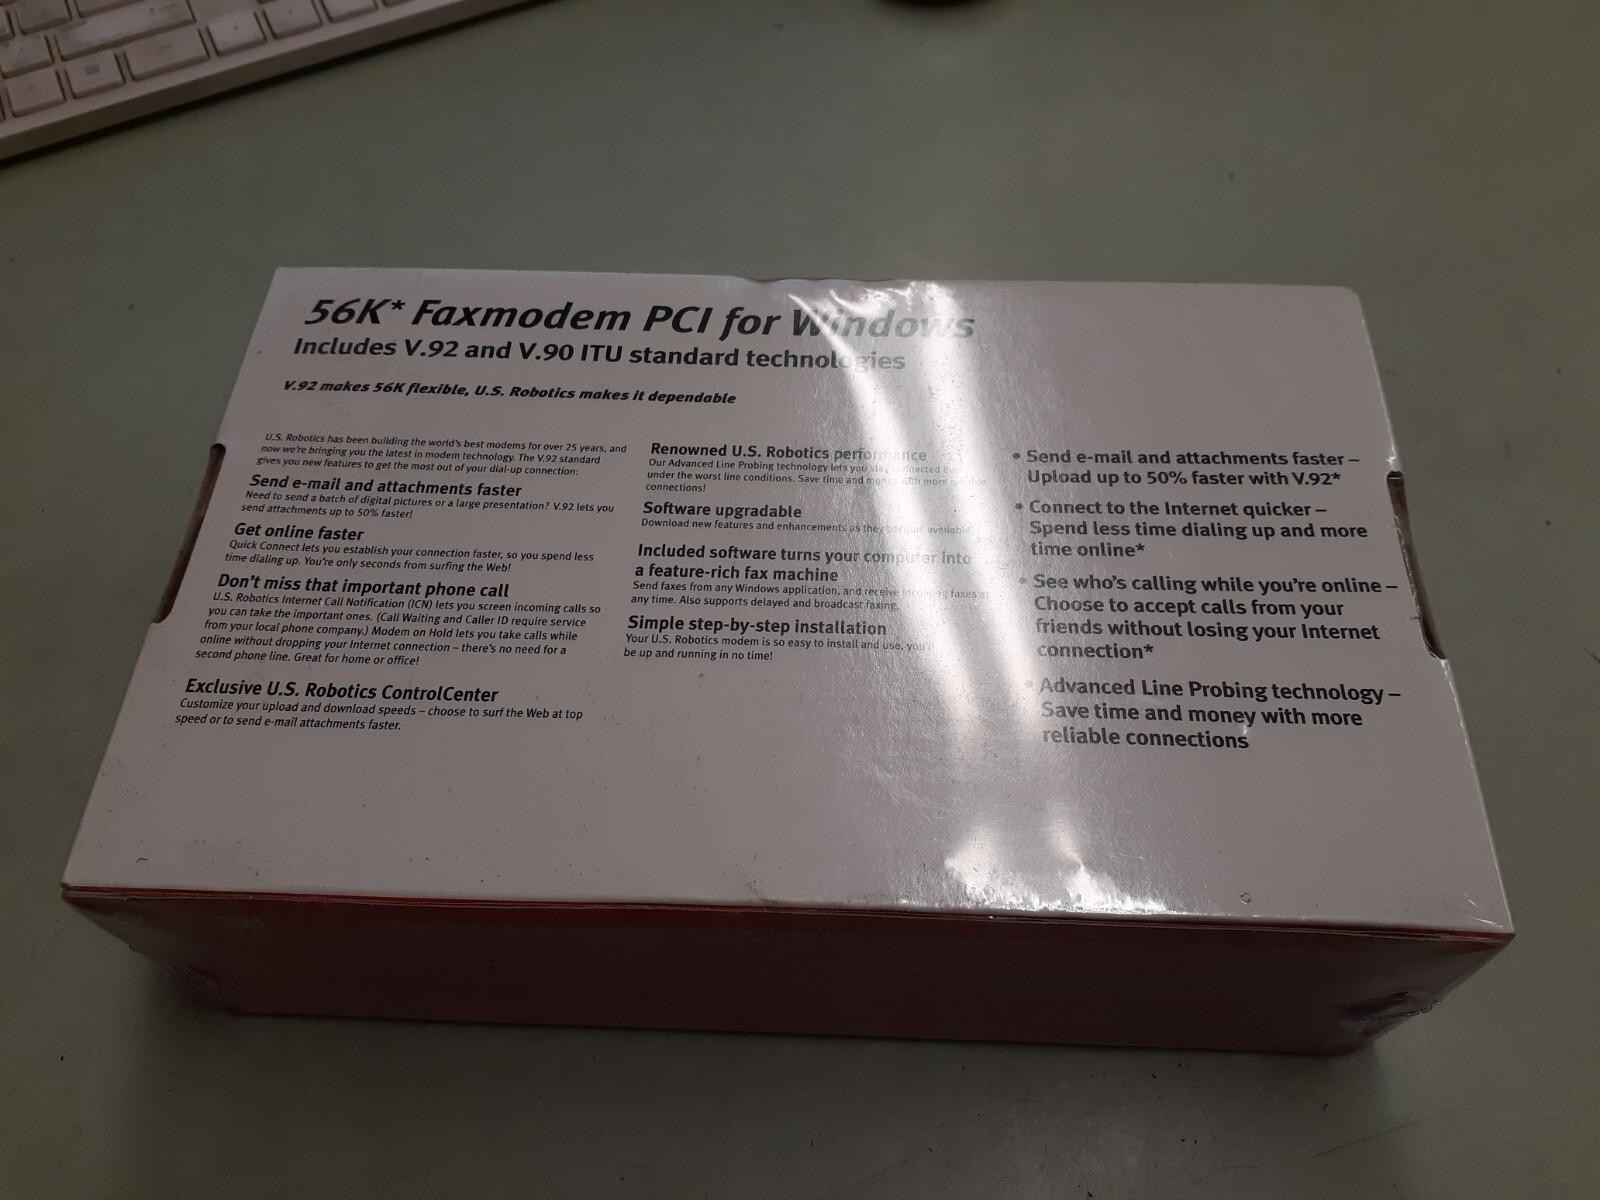 56K* Faxmodem PCI for Windows
Includes V.92 and V.90 ITU standard technologies
V.92 makes 56K flexible, U.S. Robotics makes it dependable
U.S. Robotics has been building the world's best modems for over 25 years, and
now we're bringing you the latest in modem technology. The V.92 standard
gives you new features to get the most out of your dial-up connection:
Send e-mail and attachments faster
Need to send a batch of digital pictures or a large presentation? V.92 lets you
send attachments up to 50% faster!
Get online faster
Quick Connect lets you establish your connection faster, so you spend less
time dialing up. You're only seconds from surfing the Web!
Don't miss that important phone call
U.S. Robotics Internet Call Notification (ICN) lets you screen incoming calls so
you can take the important ones. (Call Waiting and Caller ID require service
from your local phone company.) Modem on Hold lets you take calls while
online without dropping your Internet connection – there's no need for a
second phone line. Great for home or office!
Exclusive U.S. Robotics ControlCenter
Customize your upload and download speeds – choose to surf the Web at top
speed or to send e-mail attachments faster.
Renowned U.S. Robotics performance
Our Advanced Line Probing technology lets you stay connected even
under the worst line conditions. Save time and money with more reliable
connections!
Software upgradable
Download new features and enhancements as they become available.
Included software turns your computer into
a feature-rich fax machine
Send faxes from any Windows application, and receive incoming faxes at
any time. Also supports delayed and broadcast faxing.
Simple step-by-step installation
Your U.S. Robotics modem is so easy to install and use, you'll
be up and running in no time!
• Send e-mail and attachments faster –
Upload up to 50% faster with V.92*
• Connect to the Internet quicker –
Spend less time dialing up and more
time online*
• See who's calling while you're online –
Choose to accept calls from your
friends without losing your Internet
connection*
• Advanced Line Probing technology –
Save time and money with more
reliable connections